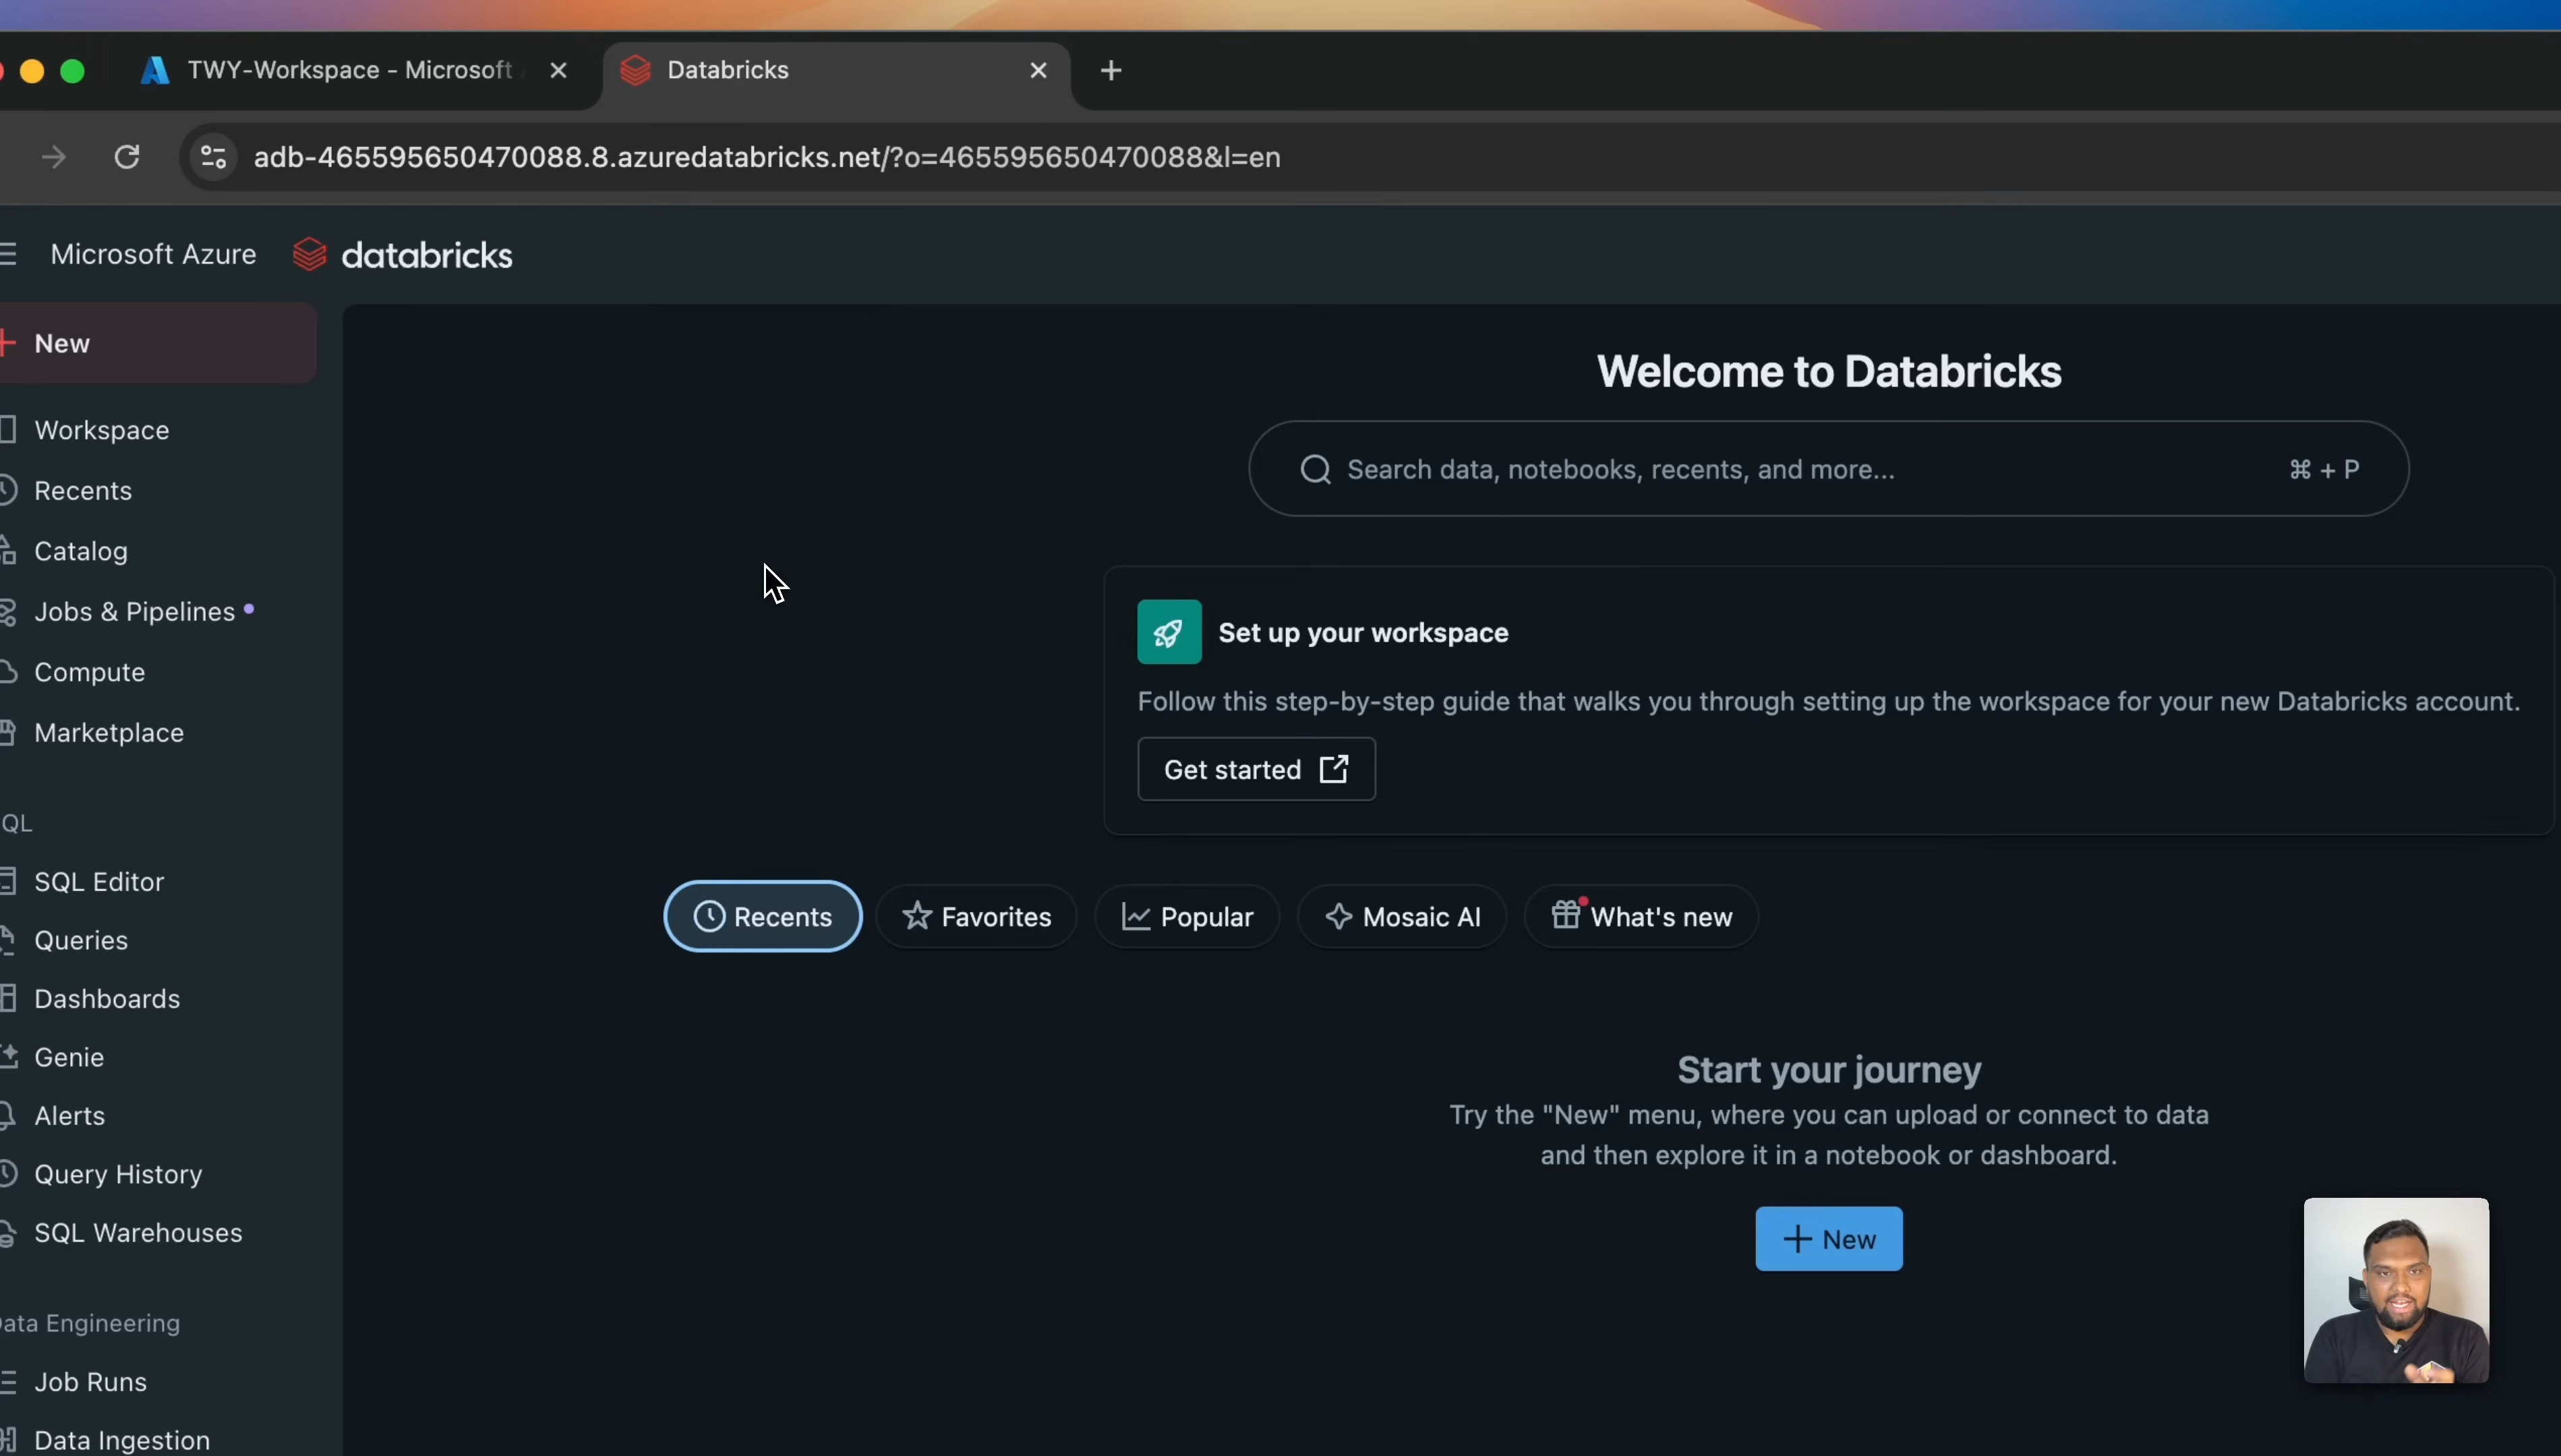 TWY-Workspace - Microsoft
Databricks
adb-465595650470088.8.azuredatabricks.net/?o=465595650470088&l=en
Microsoft Azure databricks
New
Workspace
Recents
Catalog
Jobs & Pipelines
Compute
Marketplace
QL
SQL Editor
Queries
Dashboards
Genie
Alerts
Query History
SQL Warehouses
ata Engineering
Job Runs
Data Ingestion
Welcome to Databricks
Search data, notebooks, recents, and more... ⌘ + P
Set up your workspace
Follow this step-by-step guide that walks you through setting up the workspace for your new Databricks account.
Get started
Recents Favorites Popular Mosaic AI What's new
Start your journey
Try the "New" menu, where you can upload or connect to data
and then explore it in a notebook or dashboard.
New